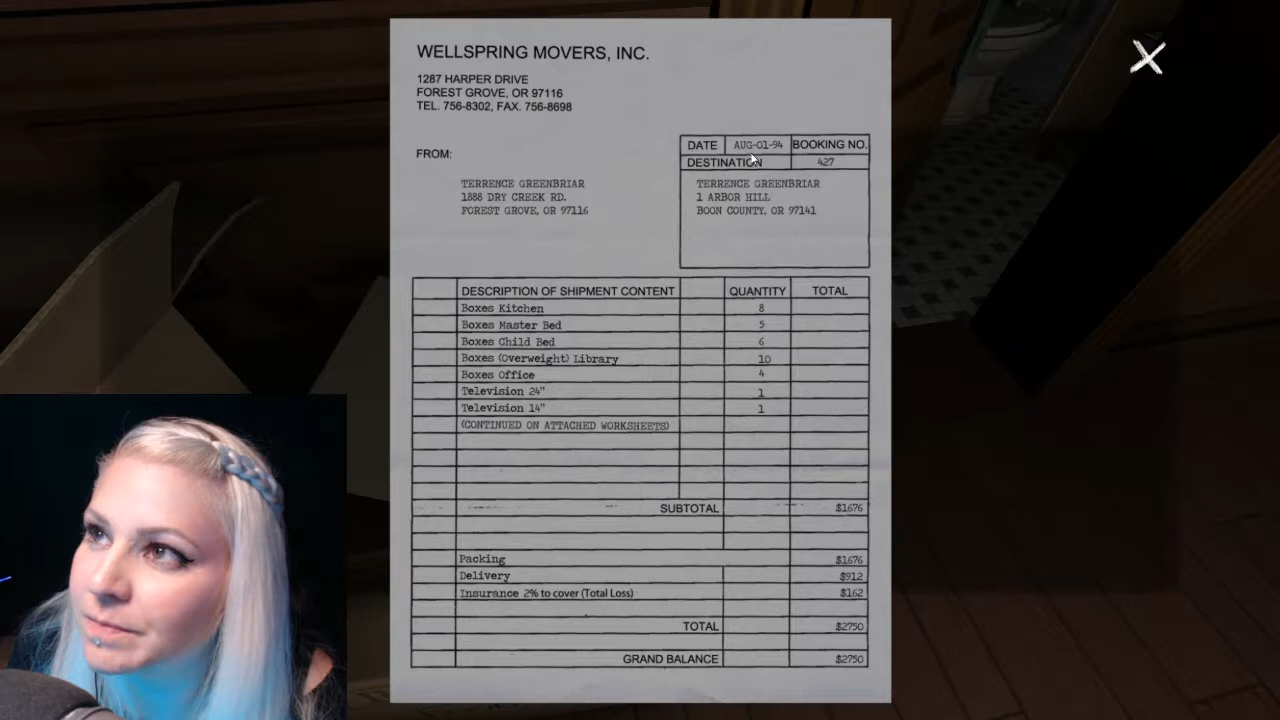 WELLSPRING MOVERS, INC.
1287 HARPER DRIVE
FOREST GROVE, OR 97116
TEL. 756-8302, FAX. 756-8698
DATE AUG-01-94 BOOKING NO.
FROM:
DESTINATION 427
TERRENCE GREENBRIAR
1888 DRY CREEK RD.
FOREST GROVE, OR 97116
TERRENCE GREENBRIAR
1 ARBOR HILL
BOON COUNTY, OR 97141
DESCRIPTION OF SHIPMENT CONTENT QUANTITY TOTAL
Boxes Kitchen 8
Boxes Master Bed 5
Boxes Child Bed 6
Boxes (Overweight) Library 10
Boxes Office 4
Television 24" 1
Television 14" 1
(CONTINUED ON ATTACHED WORKSHEETS)
SUBTOTAL $1676
Packing $1676
Delivery $912
Insurance 2% to cover (Total Loss) $162
TOTAL $2750
GRAND BALANCE $2750